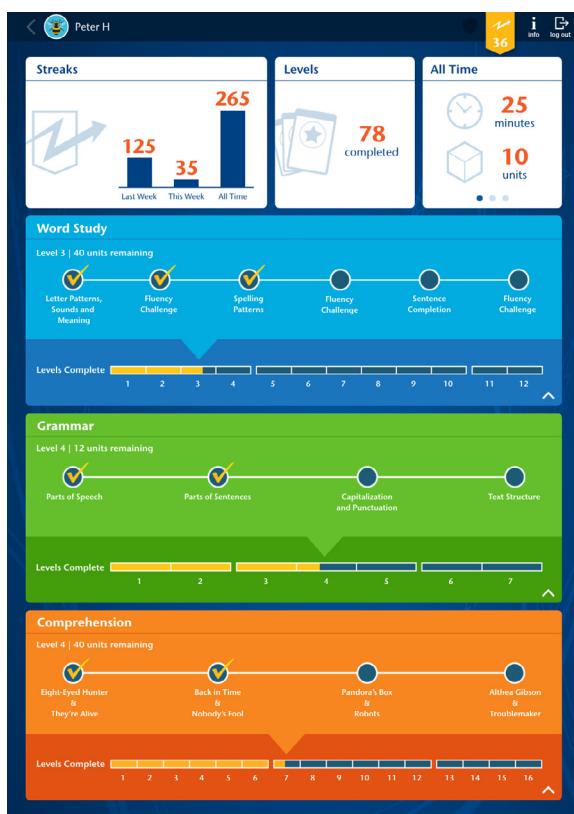 Peter H
36
info
log out
Streaks
265
125
35
Last Week This Week All Time
Levels
78
completed
All Time
25
minutes
10
units
Word Study
Level 3 | 40 units remaining
Letter Patterns,
Sounds and
Meaning
Fluency
Challenge
Spelling
Patterns
Fluency
Challenge
Sentence
Completion
Fluency
Challenge
Levels Complete
1 2 3 4 5 6 7 8 9 10 11 12
Grammar
Level 4 | 12 units remaining
Parts of Speech
Parts of Sentences
Capitalization
and Punctuation
Text Structure
Levels Complete
1 2 3 4 5 6 7
Comprehension
Level 4 | 40 units remaining
Eight-Eyed Hunter
&
They're Alive
Back in Time
&
Nobody's Fool
Pandora's Box
&
Robots
Althea Gibson
&
Troublemaker
Levels Complete
1 2 3 4 5 6 7 8 9 10 11 12 13 14 15 16